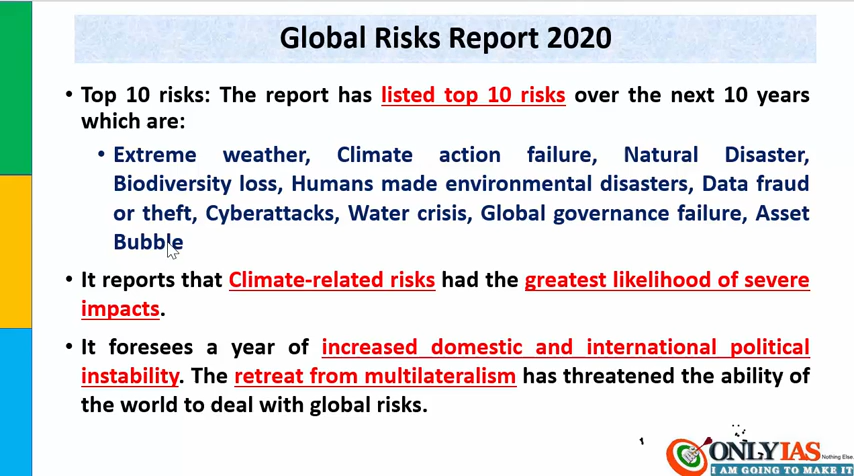 Global Risks Report 2020
• Top 10 risks: The report has listed top 10 risks over the next 10 years
which are:
• Extreme weather, Climate action failure, Natural Disaster,
Biodiversity loss, Humans made environmental disasters, Data fraud
or theft, Cyberattacks, Water crisis, Global governance failure, Asset
Bubble
• It reports that Climate-related risks had the greatest likelihood of severe
impacts.
• It foresees a year of increased domestic and international political
instability. The retreat from multilateralism has threatened the ability of
the world to deal with global risks.
ONLYIAS
Nothing Else..
I AM GOING TO MAKE IT